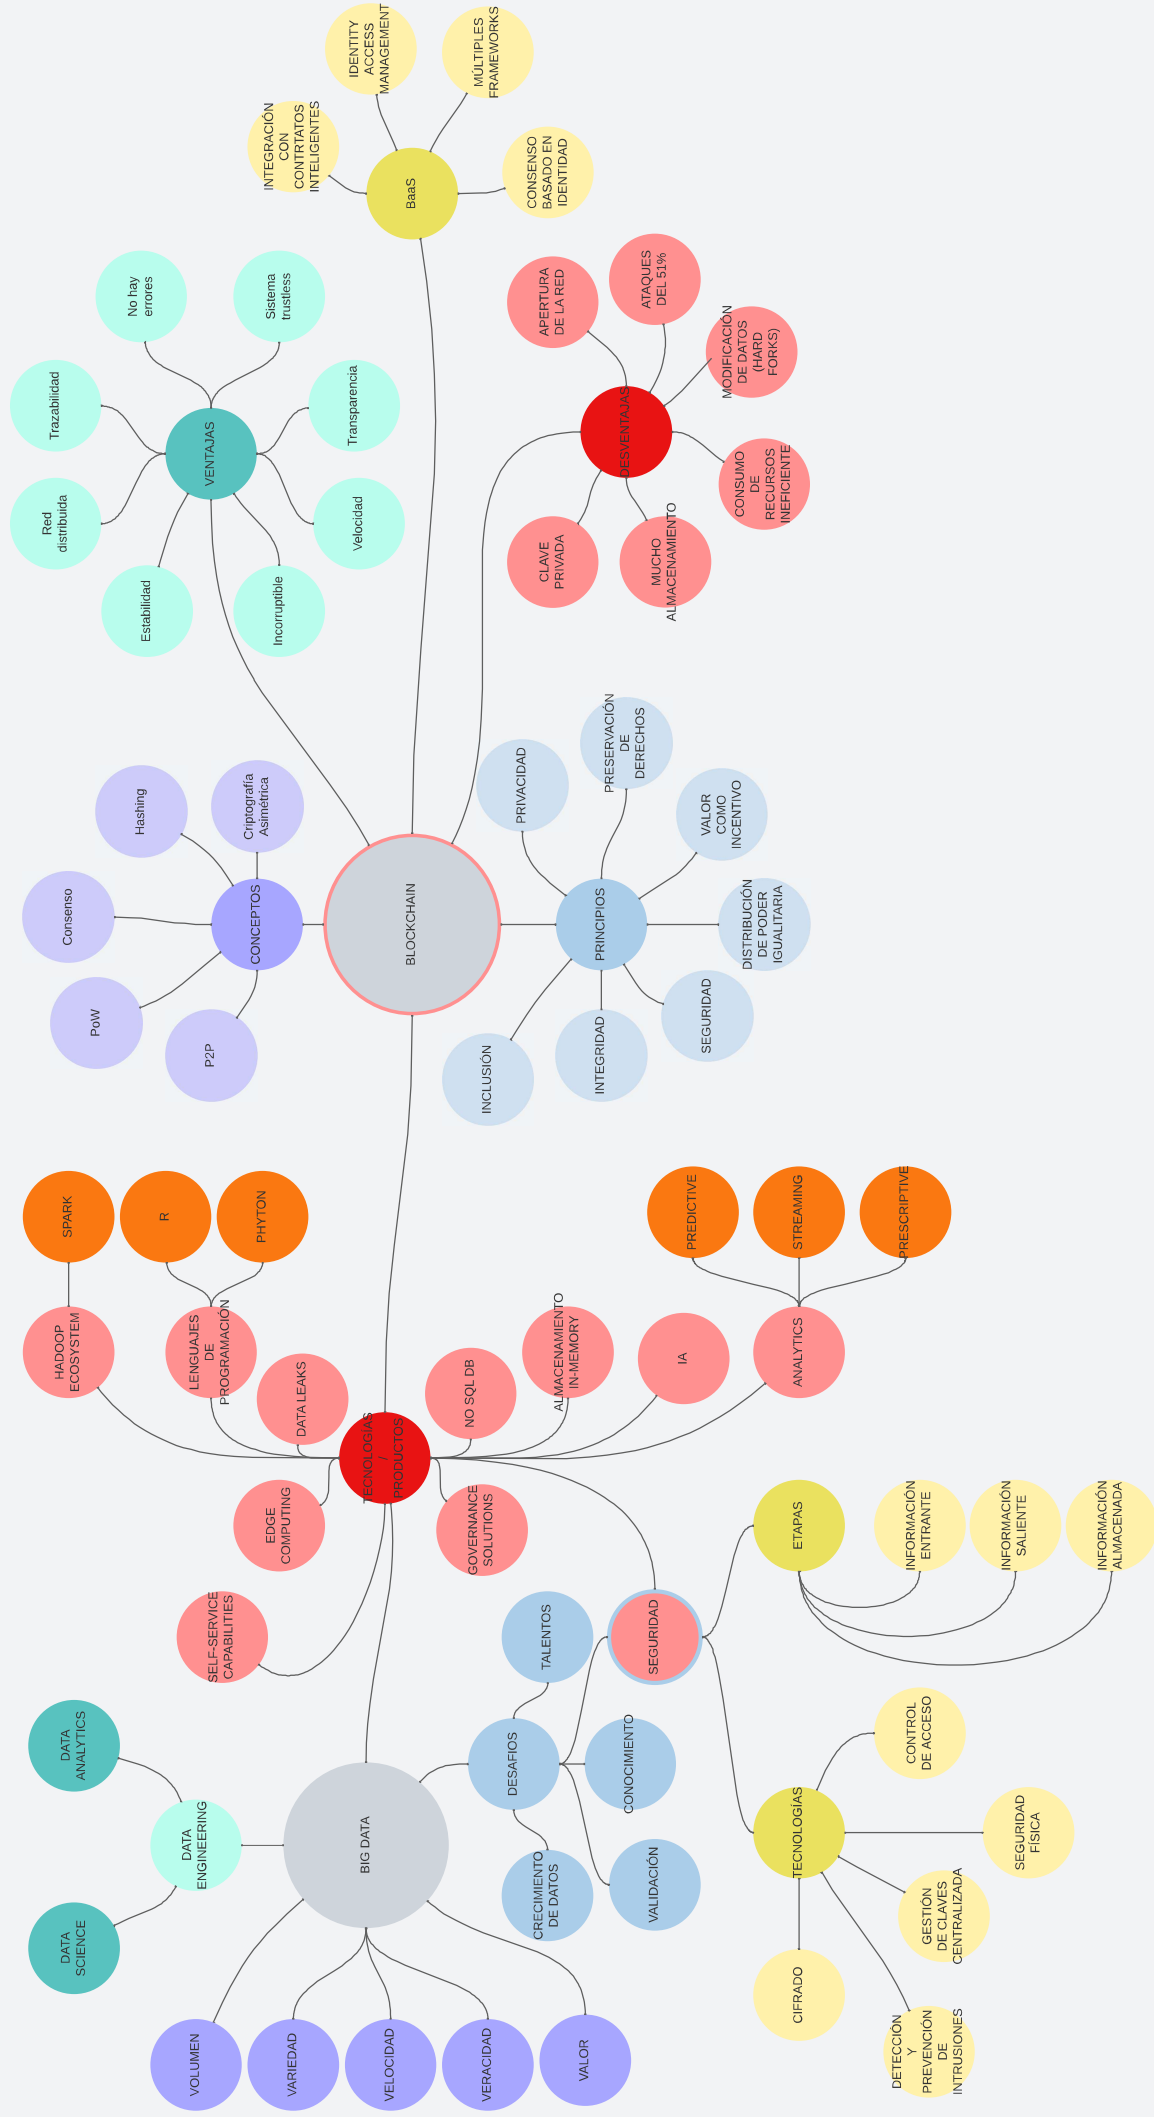 BIG DATA
DATA
ENGINEERING
DATA
SCIENCE
DATA
ANALYTICS
VOLUMEN
VARIEDAD
VELOCIDAD
VERACIDAD
VALOR
DESAFIOS
CRECIMIENTO
DE DATOS
TALENTOS
VALIDACIÓN
CONOCIMIENTO
SEGURIDAD
TECNOLOGÍAS
CIFRADO
DETECCIÓN
Y
PREVENCIÓN
DE
INTRUSIONES
GESTIÓN
DE CLAVES
CENTRALIZADA
SEGURIDAD
FÍSICA
CONTROL
DE ACCESO
ETAPAS
INFORMACIÓN
ENTRANTE
INFORMACIÓN
SALIENTE
INFORMACIÓN
ALMACENADA
TECNOLOGÍAS
/
PRODUCTOS
SELF-SERVICE
CAPABILITIES
EDGE
COMPUTING
HADOOP
ECOSYSTEM
SPARK
LENGUAJES
DE
PROGRAMACIÓN
R
PHYTON
DATA LEAKS
GOVERNANCE
SOLUTIONS
NO SQL DB
ALMACENAMIENTO
IN-MEMORY
IA
ANALYTICS
PREDICTIVE
STREAMING
PRESCRIPTIVE
BLOCKCHAIN
CONCEPTOS
P2P
PoW
Consenso
Hashing
Criptografía
Asimétrica
PRINCIPIOS
INCLUSIÓN
INTEGRIDAD
SEGURIDAD
DISTRIBUCIÓN
DE PODER
IGUALITARIA
VALOR
COMO
INCENTIVO
PRESERVACIÓN
DE
DERECHOS
PRIVACIDAD
VENTAJAS
Estabilidad
Red
distribuida
Trazabilidad
No hay
errores
Sistema
trustless
Transparencia
Velocidad
Incorruptible
DESVENTAJAS
CLAVE
PRIVADA
MUCHO
ALMACENAMIENTO
CONSUMO
DE
RECURSOS
INEFICIENTE
MODIFICACIÓN
DE DATOS
(HARD
FORKS)
ATAQUES
DEL 51%
APERTURA
DE LA RED
BaaS
INTEGRACIÓN
CON
CONTRTATOS
INTELIGENTES
IDENTITY
ACCESS
MANAGEMENT
MÚLTIPLES
FRAMEWORKS
CONSENSO
BASADO EN
IDENTIDAD